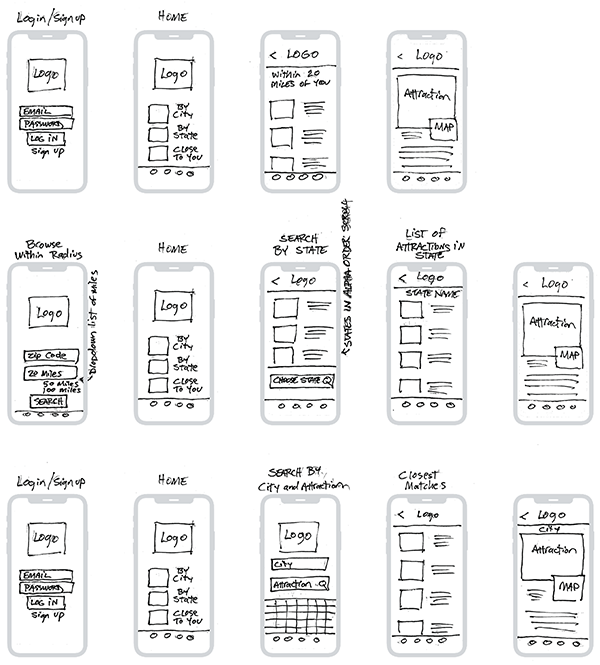 Login/Signup
Logo
EMAIL
PASSWORD
LOG IN
Sign up
HOME
Logo
By
City
By
State
Close
To You
< LOGO
Within 20
Miles of you
< Logo
Attraction
MAP
Browse
Within Radius
Logo
Zip Code
20 Miles
50 Miles
100 miles
SEARCH
Dropdown list of miles
HOME
Logo
By
City
By
State
Close
To You
SEARCH
BY STATE
< Logo
CHOOSE STATE Q
STATES IN ALPHA ORDER SCROLL
List of
Attractions in
STATE
< Logo
STATE NAME
< LOGO
Attraction
MAP
Login/Signup
Logo
EMAIL
PASSWORD
LOG IN
Sign up
HOME
Logo
By
City
By
State
Close
To You
SEARCH BY
City and Attraction
Logo
City
Attraction Q
Closest
Matches
< Logo
< Logo
City
Attraction
MAP